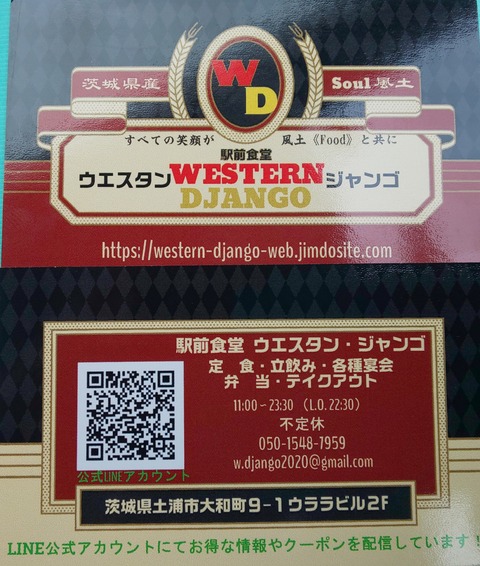 WD
茨城県産 Soul風土
すべての笑顔が 風土《Food》と共に
駅前食堂
ウエスタン WESTERN DJANGO ジャンゴ
https://western-django-web.jimdosite.com
駅前食堂 ウエスタン・ジャンゴ
定 食・立飲み・各種宴会
弁 当・テイクアウト
11:00~23:30 (L.O. 22:30)
不定休
050-1548-7959
w.django2020@gmail.com
公式LINEアカウント
茨城県土浦市大和町9-1ウララビル2F
LINE公式アカウントにてお得な情報やクーポンを配信しています!